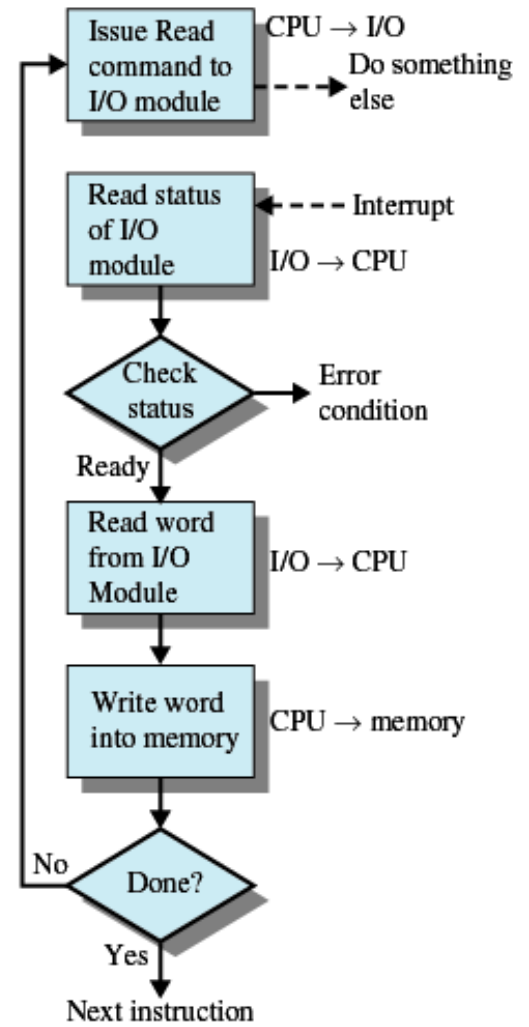 Issue Read
command to
I/O module
CPU → I/O
Do something
else
Read status
of I/O
module
Interrupt
I/O → CPU
Check
status
Error
condition
Ready
Read word
from I/O
Module
I/O → CPU
Write word
into memory
CPU → memory
No
Done?
Yes
Next instruction